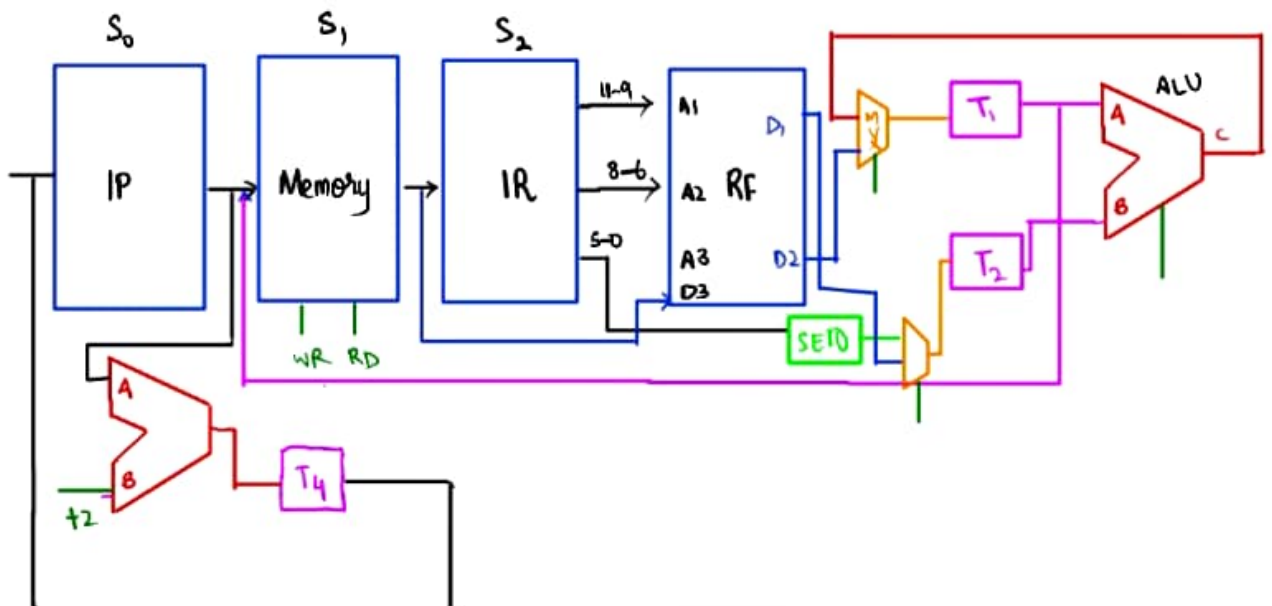 S₀
S₁
S₂
IP
Memory
WR
RD
IR
11-9
8-6
5-0
A1
A2
A3
D3
RF
D₁
D2
MUX
T₁
T₂
SE10
ALU
A
B
C
A
B
+2
T4